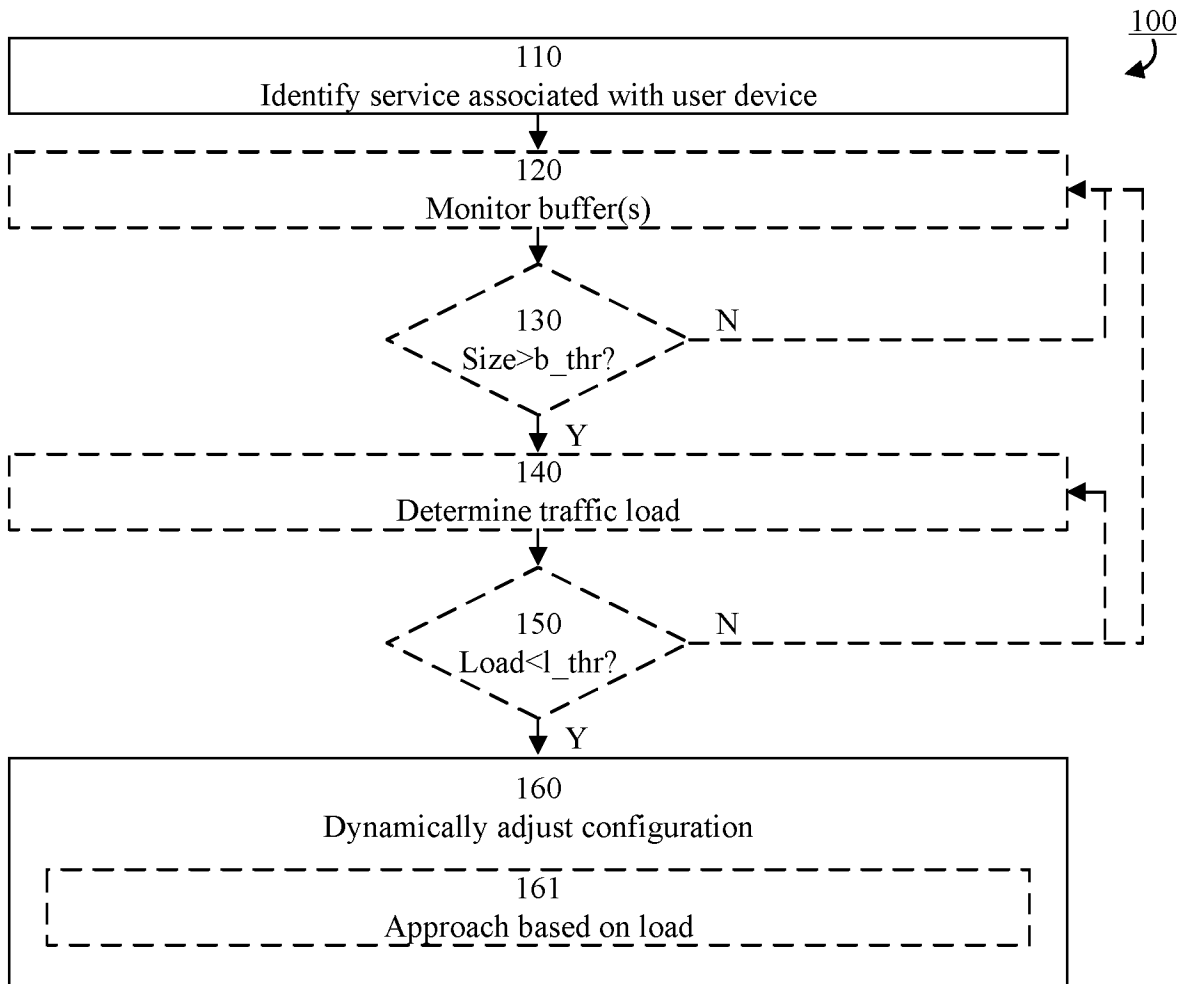 100
110
Identify service associated with user device
120
Monitor buffer(s)
130
Size>b_thr?
N
Y
140
Determine traffic load
150
Load<l_thr?
N
Y
160
Dynamically adjust configuration
161
Approach based on load